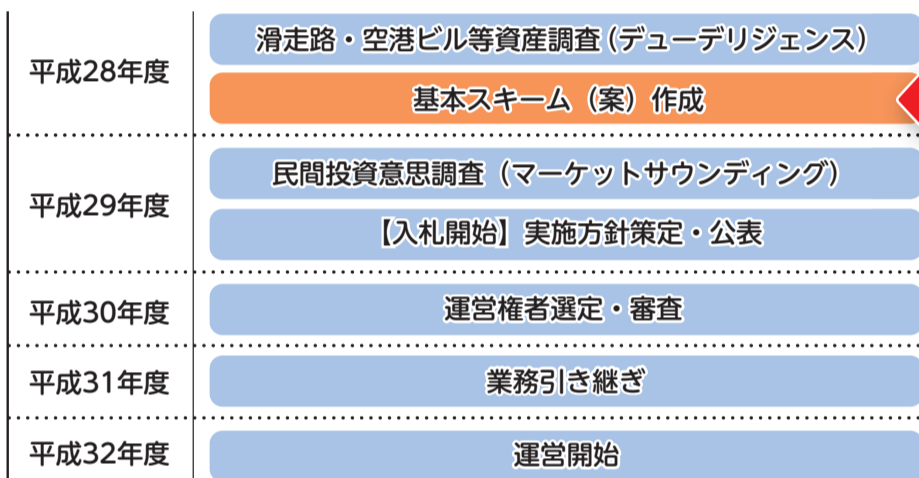 平成28年度
滑走路・空港ビル等資産調査（デューデリジェンス）
基本スキーム（案）作成
平成29年度
民間投資意思調査（マーケットサウンディング）
【入札開始】実施方針策定・公表
平成30年度
運営権者選定・審査
平成31年度
業務引き継ぎ
平成32年度
運営開始